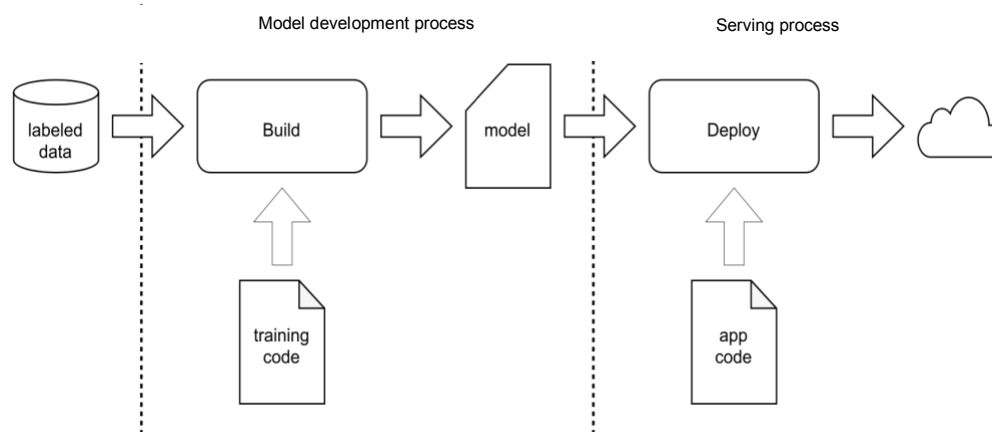 Model development process
Serving process
labeled
data
Build
model
Deploy
training
code
app
code